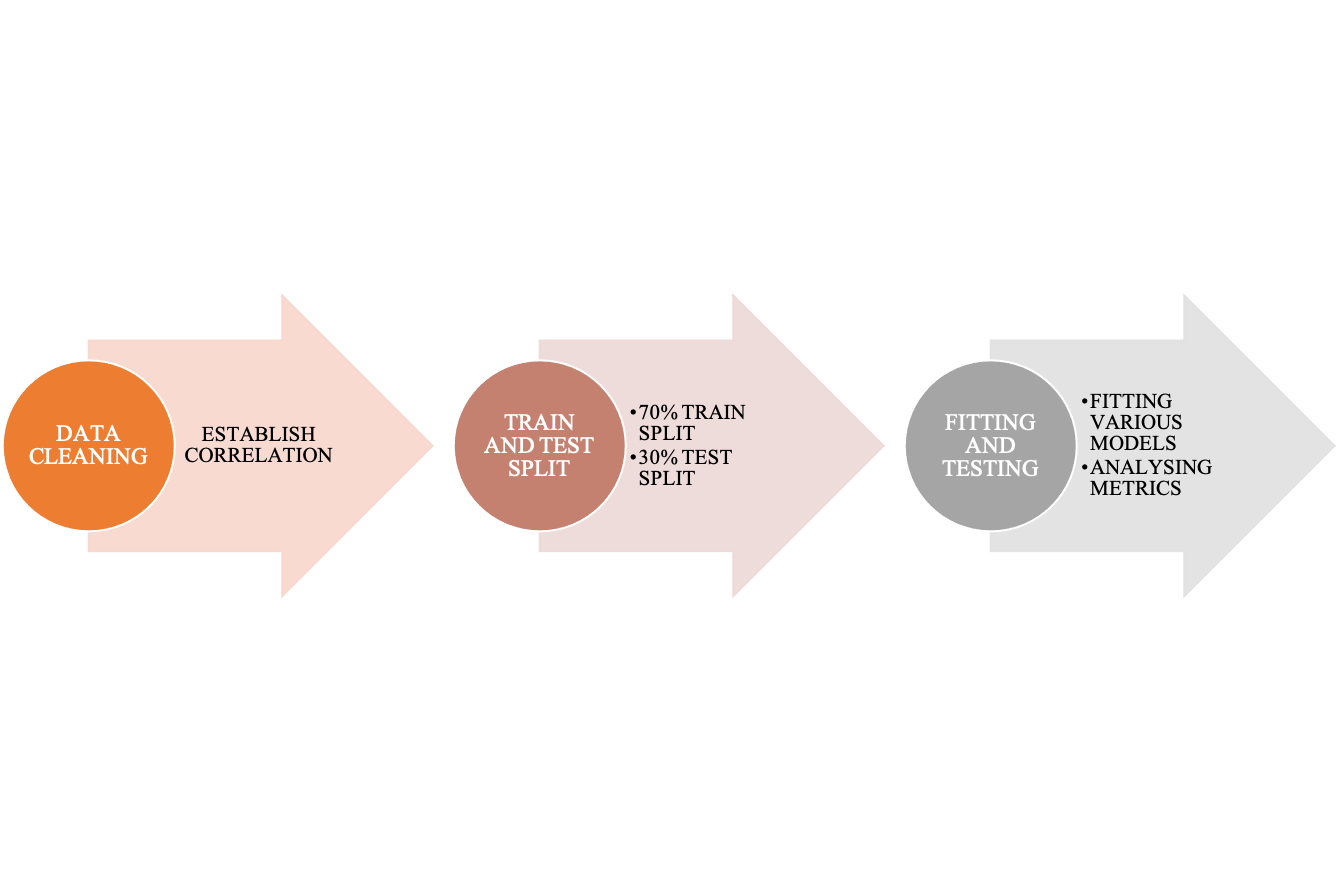 DATA
CLEANING
ESTABLISH
CORRELATION
TRAIN
AND TEST
SPLIT
•70% TRAIN
SPLIT
•30% TEST
SPLIT
FITTING
AND
TESTING
•FITTING
VARIOUS
MODELS
•ANALYSING
METRICS